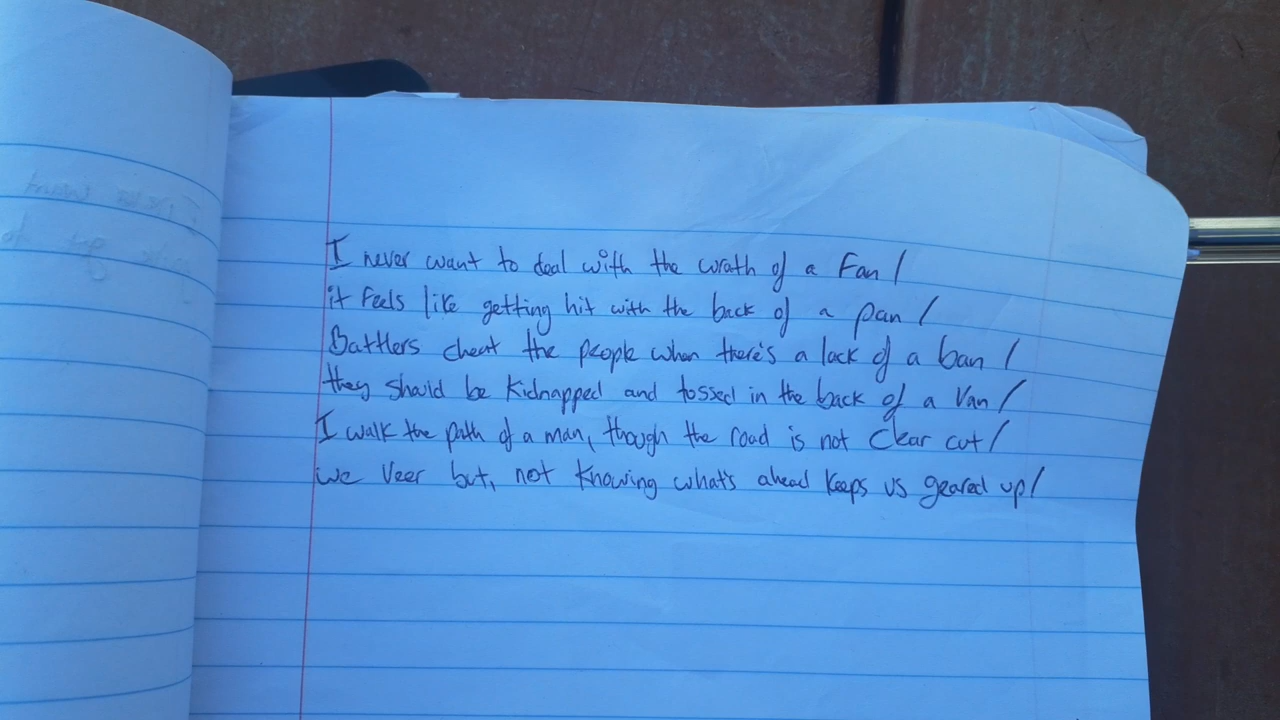 I never want to deal with the wrath of a Fan /
it Feels like getting hit with the back of a pan /
Battlers cheat the people when there's a lack of a ban /
they should be Kidnapped and tossed in the back of a Van /
I walk the path of a man, though the road is not Clear cut /
we Veer but, not Knowing what's ahead Keeps us geared up /